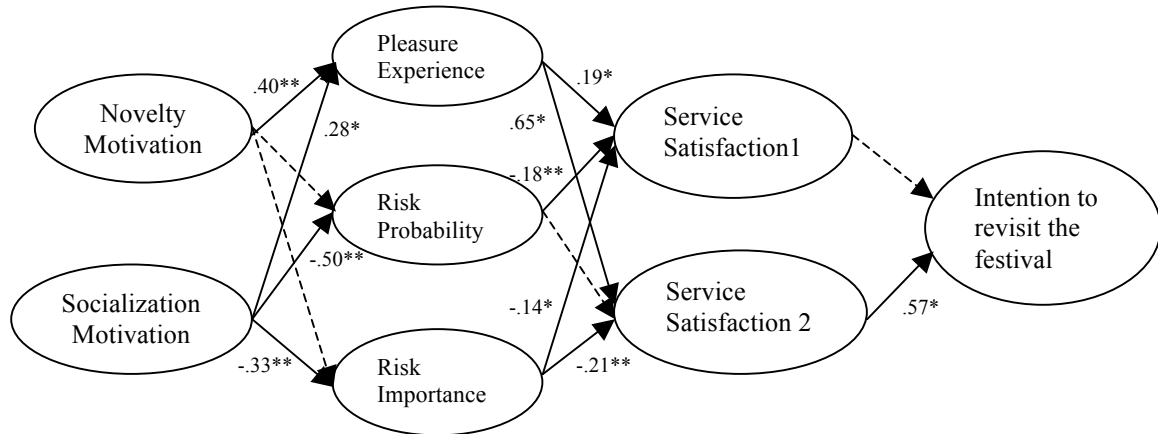 Pleasure
Experience
.40**
.19*
Novelty
Motivation
.28*
.65*
Service
Satisfaction1
-.18**
Risk
Probability
Intention to
revisit the
festival
-.50**
Socialization
Motivation
-.14*
Service
Satisfaction 2
.57*
-.33**
-.21**
Risk
Importance